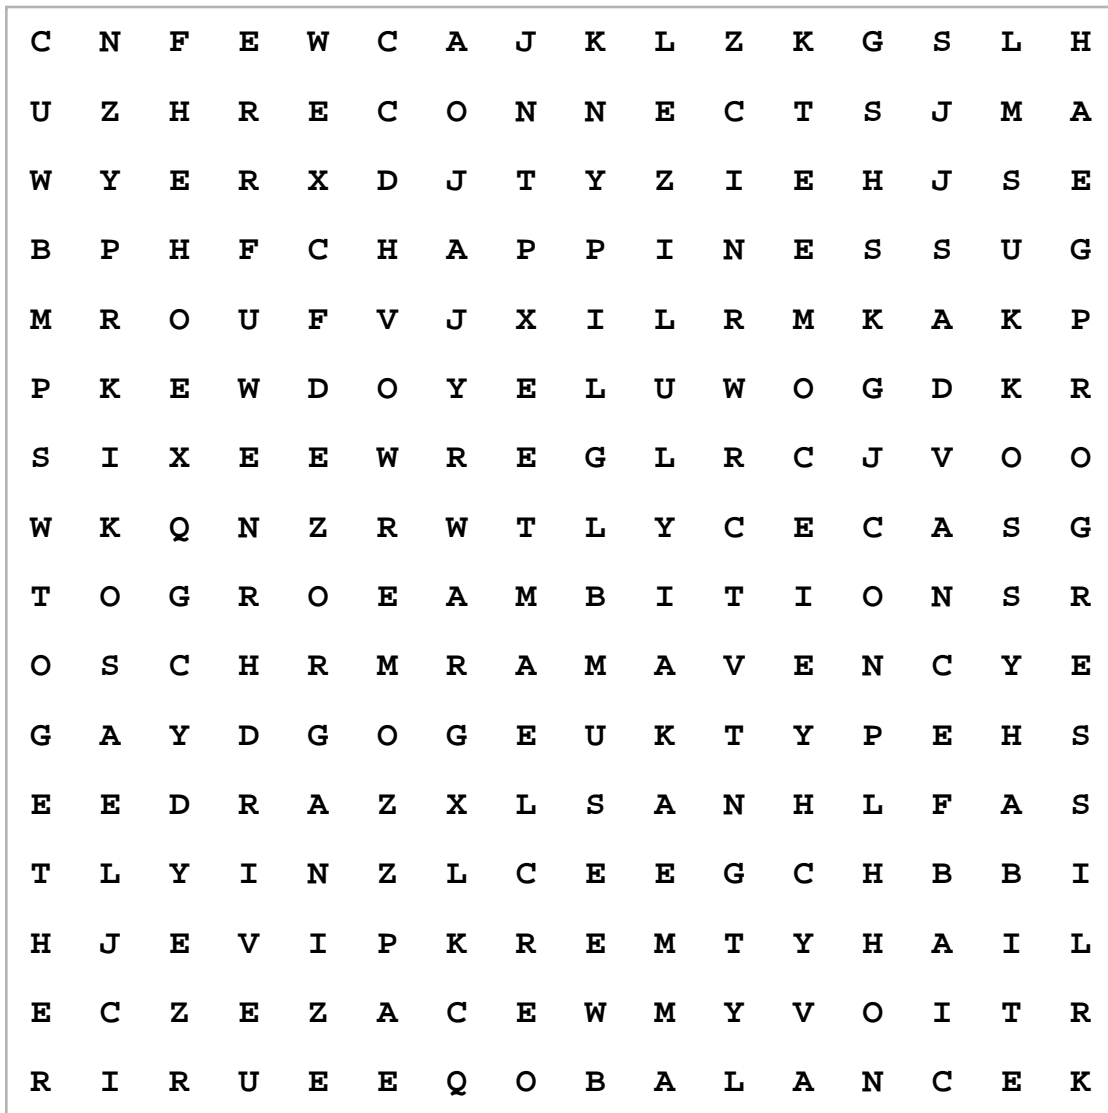 C N F E W C A J K L Z K G S L H
U Z H R E C O N N E C T S J M A
W Y E R X D J T Y Z I E H J S E
B P H F C H A P P I N E S S U G
M R O U F V J X I L R M K A K P
P K E W D O Y E L U W O G D K R
S I X E E W R E G L R C J V O O
W K Q N Z R W T L Y C E C A S G
T O G R O E A M B I T I O N S R
O S C H R M R A M A V E N C Y E
G A Y D G O G E U K T Y P E H S
E E D R A Z X L S A N H L F A S
T L Y I N Z L C E E G C H B B I
H J E V I P K R E M T Y H A I L
E C Z E Z A C E W M Y V O I T R
R I R U E E Q O B A L A N C E K